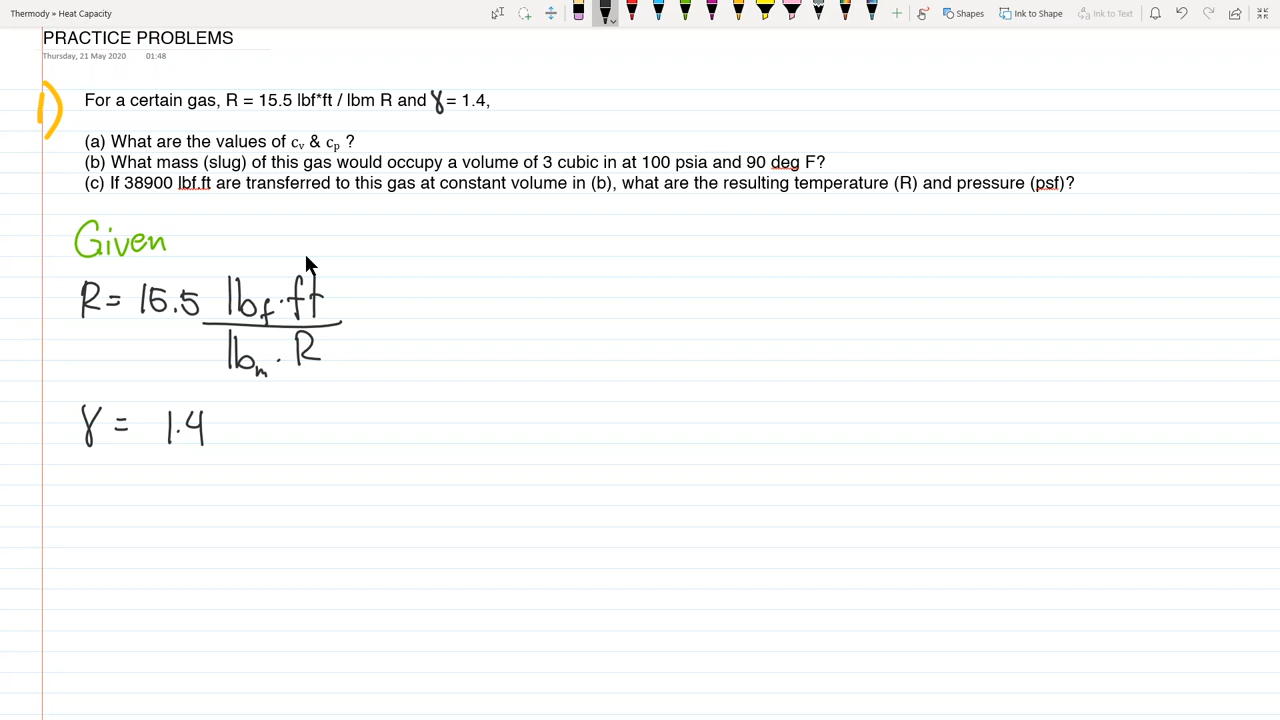 Thermody » Heat Capacity
Shapes
Ink to Shape
Ink to Text
PRACTICE PROBLEMS
Thursday, 21 May 2020 01:48
1)
For a certain gas, R = 15.5 lbf*ft / lbm R and γ = 1.4,
(a) What are the values of cv & cp ?
(b) What mass (slug) of this gas would occupy a volume of 3 cubic in at 100 psia and 90 deg F?
(c) If 38900 lbf.ft are transferred to this gas at constant volume in (b), what are the resulting temperature (R) and pressure (psf)?
Given
R = 15.5 lbf·ft
lbm · R
γ = 1.4